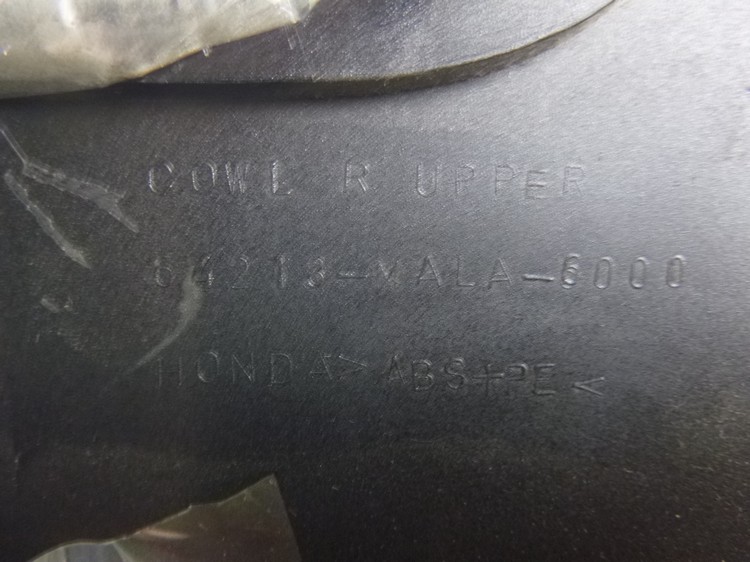 COWL R UPPER
64213-MALA-6000
HONDA >ABS+PE<